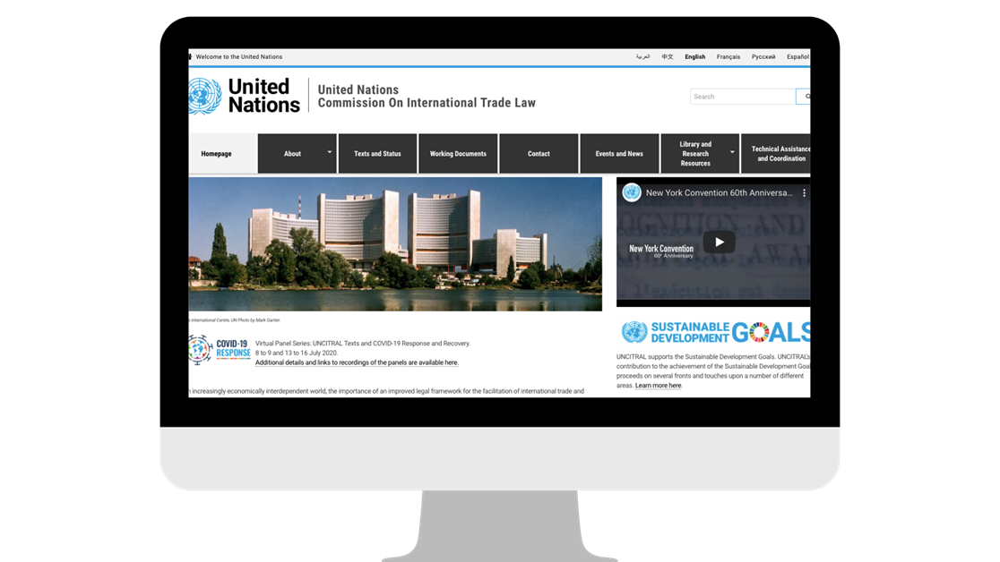 Welcome to the United Nations
العربية
中文
English
Français
Русский
Español
United
Nations
United Nations
Commission On International Trade Law
Search
Homepage
About
Texts and Status
Working Documents
Contact
Events and News
Library and
Research
Resources
Technical Assistance
and Coordination
New York Convention 60th Anniversa...
New York Convention
60th Anniversary
International Centre, UN Photo by Mark Garten
COVID-19
RESPONSE
Virtual Panel Series: UNCITRAL Texts and COVID-19 Response and Recovery.
8 to 9 and 13 to 16 July 2020.
Additional details and links to recordings of the panels are available here.
increasingly economically interdependent world, the importance of an improved legal framework for the facilitation of international trade and
SUSTAINABLE
DEVELOPMENT
GOALS
UNCITRAL supports the Sustainable Development Goals. UNCITRAL's
contribution to the achievement of the Sustainable Development Goal
proceeds on several fronts and touches upon a number of different
areas. Learn more here.